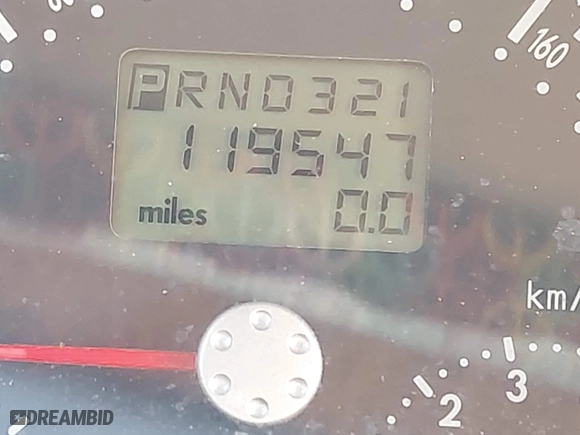 160
PRND321
119547
miles 0.0
km/
3
2
DREAMBID